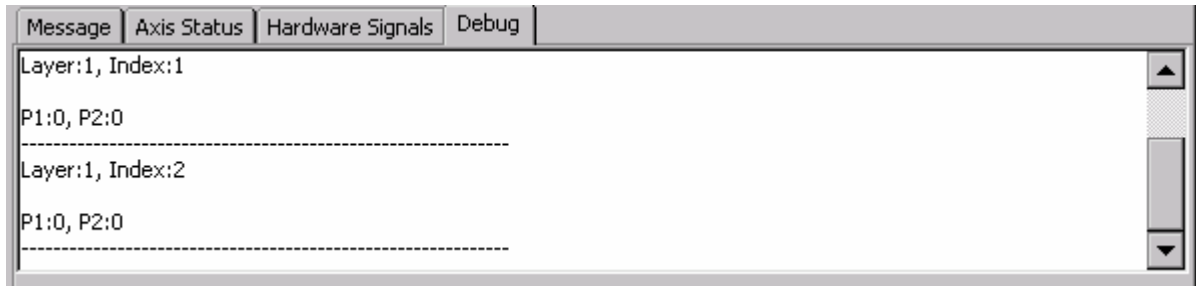 Message Axis Status Hardware Signals Debug
Layer:1, Index:1
P1:0, P2:0
-------------------------------------------------------------
Layer:1, Index:2
P1:0, P2:0
-------------------------------------------------------------